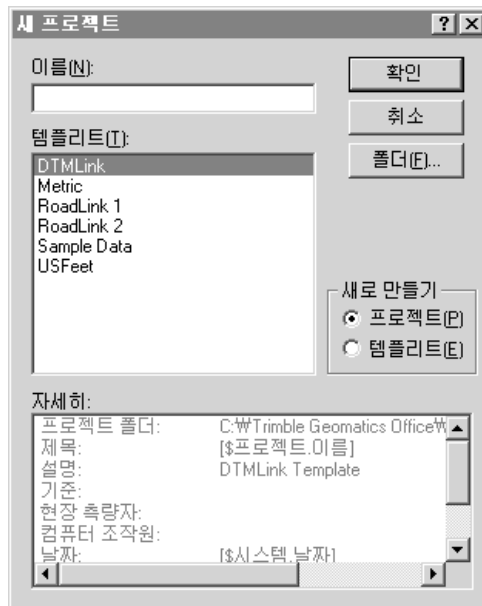 새 프로젝트
이름(N):
확인
취소
템플리트(T):
폴더(F)...
DTMLink
Metric
RoadLink 1
RoadLink 2
Sample Data
USFeet
새로 만들기
프로젝트(P)
템플리트(E)
자세히:
프로젝트 폴더: C:₩Trimble Geomatics Office₩
제목: [$프로젝트.이름]
설명: DTMLink Template
기준:
현장 측량자:
컴퓨터 조작원:
날짜: [$시스템.날짜]